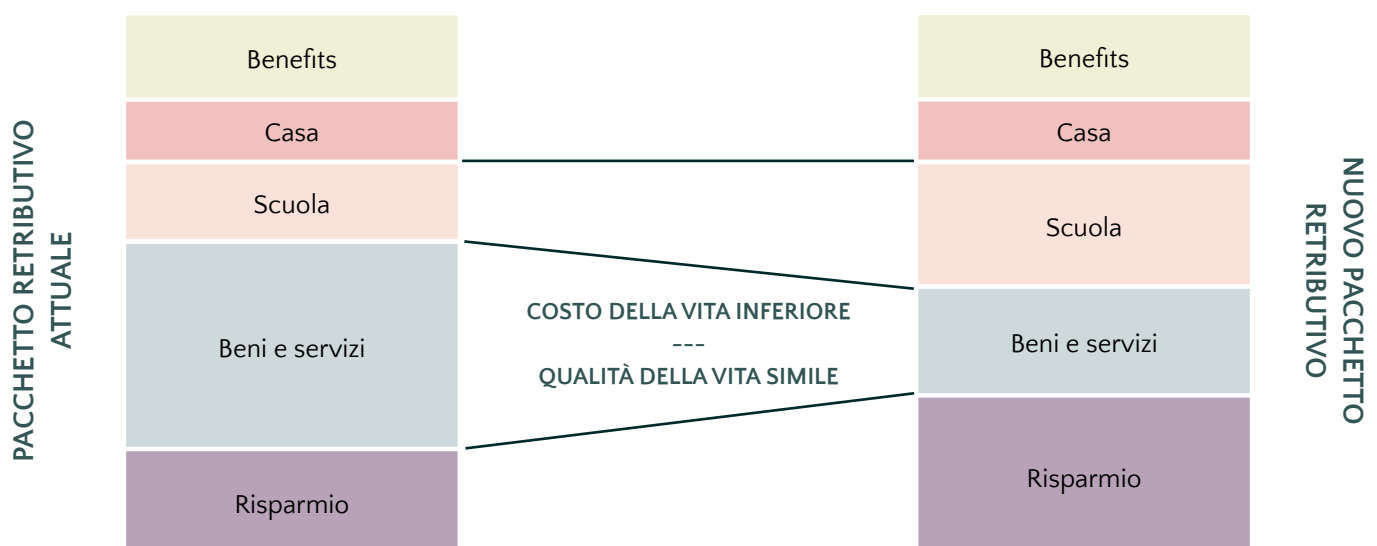 PACCHETTO RETRIBUTIVO
ATTUALE
Benefits
Casa
Scuola
Beni e servizi
Risparmio
COSTO DELLA VITA INFERIORE
---
QUALITÀ DELLA VITA SIMILE
Benefits
Casa
Scuola
Beni e servizi
Risparmio
NUOVO PACCHETTO
RETRIBUTIVO